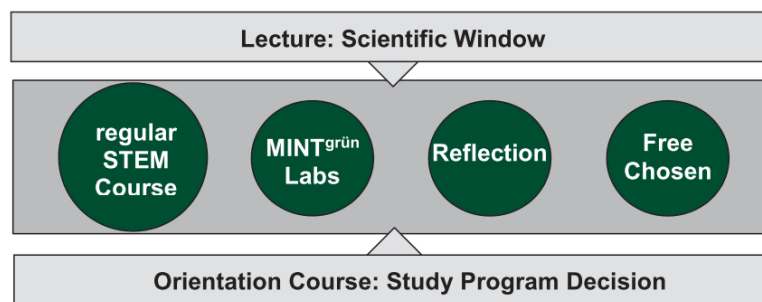 Lecture: Scientific Window
regular
STEM
Course
MINTgrün
Labs
Reflection
Free
Chosen
Orientation Course: Study Program Decision